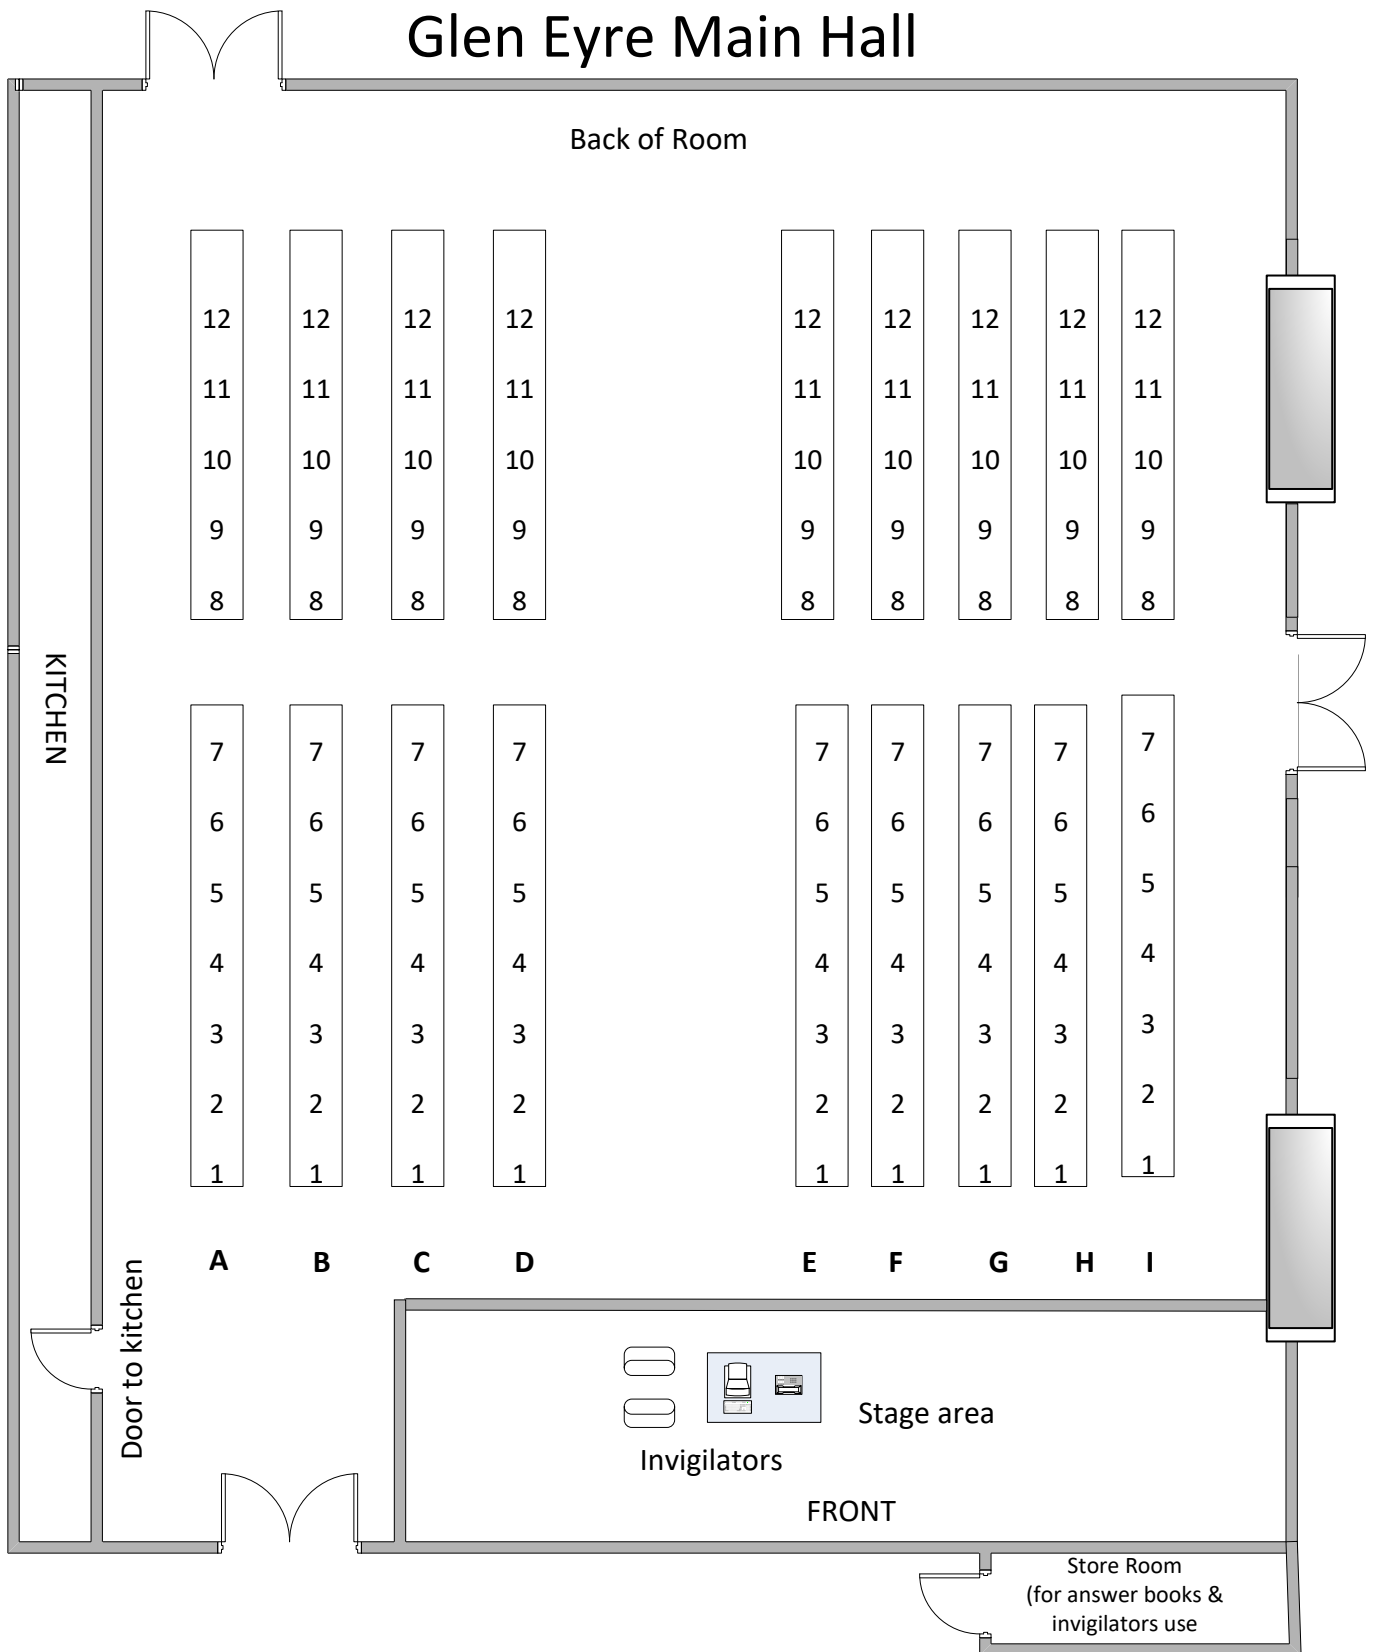 Glen Eyre Main Hall
Back of Room
12 12 12 12 12 12 12 12 12
11 11 11 11 11 11 11 11 11
10 10 10 10 10 10 10 10 10
9 9 9 9 9 9 9 9 9
8 8 8 8 8 8 8 8 8
KITCHEN
7 7 7 7 7 7 7 7 7
6 6 6 6 6 6 6 6 6
5 5 5 5 5 5 5 5 5
4 4 4 4 4 4 4 4 4
3 3 3 3 3 3 3 3 3
2 2 2 2 2 2 2 2 2
1 1 1 1 1 1 1 1 1
A B C D E F G H I
Door to kitchen
Stage area
Invigilators
FRONT
Store Room
(for answer books &
invigilators use